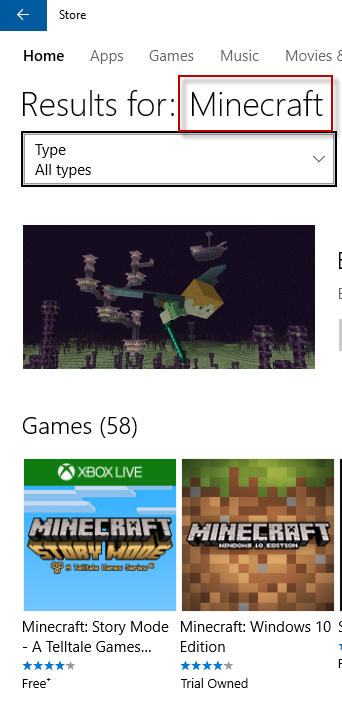 Store
Home Apps Games Music Movies &
Results for: Minecraft
Type
All types
Games (58)
XBOX LIVE
MINECRAFT
STORY MODE
A Telltale Games Series
MINECRAFT
WINDOWS 10 EDITION
Minecraft: Story Mode
- A Telltale Games...
Free+
Minecraft: Windows 10
Edition
Trial Owned